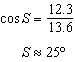 cos S = 12.3/13.6
S ≈ 25°